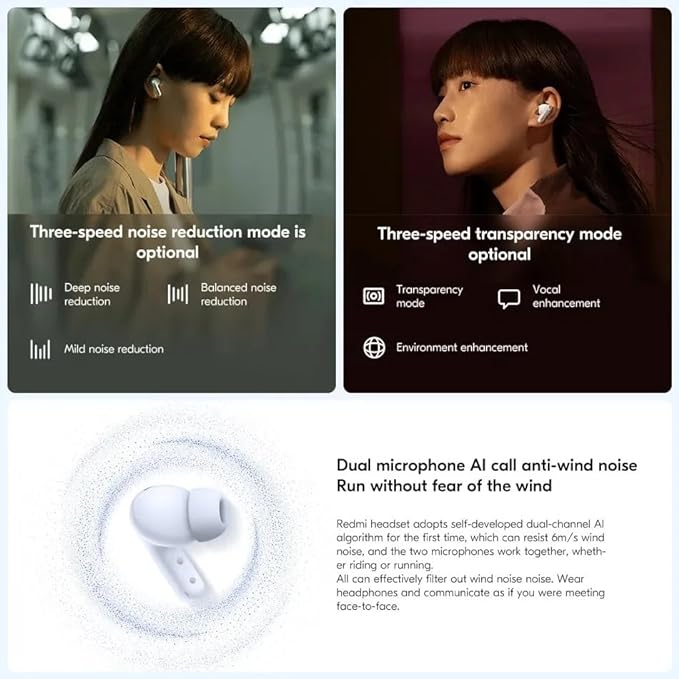 Three-speed noise reduction mode is
optional
Deep noise
reduction
Balanced noise
reduction
Mild noise reduction
Three-speed transparency mode
optional
Transparency
mode
Vocal
enhancement
Environment enhancement
Dual microphone AI call anti-wind noise
Run without fear of the wind
Redmi headset adopts self-developed dual-channel AI
algorithm for the first time, which can resist 6m/s wind
noise, and the two microphones work together, wheth-
er riding or running.
All can effectively filter out wind noise noise. Wear
headphones and communicate as if you were meeting
face-to-face.